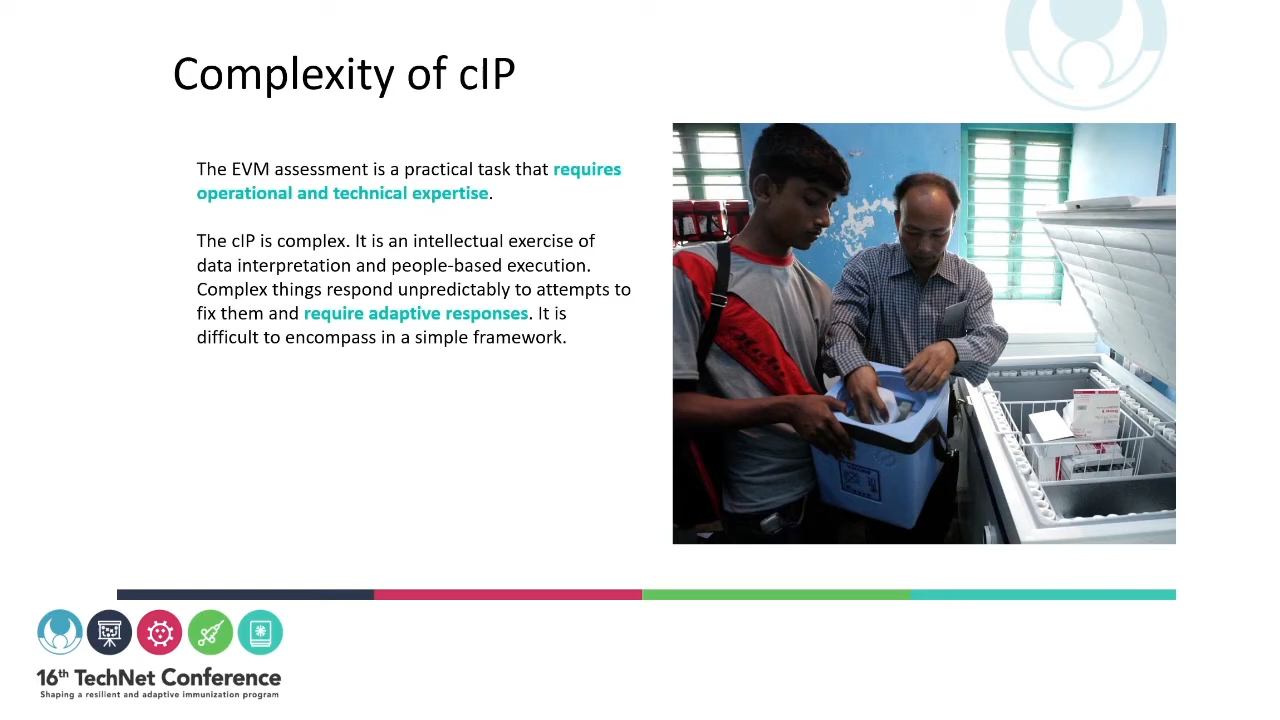 Complexity of cIP
The EVM assessment is a practical task that requires
operational and technical expertise.
The cIP is complex. It is an intellectual exercise of
data interpretation and people-based execution.
Complex things respond unpredictably to attempts to
fix them and require adaptive responses. It is
difficult to encompass in a simple framework.
16th TechNet Conference
Shaping a resilient and adaptive immunization program